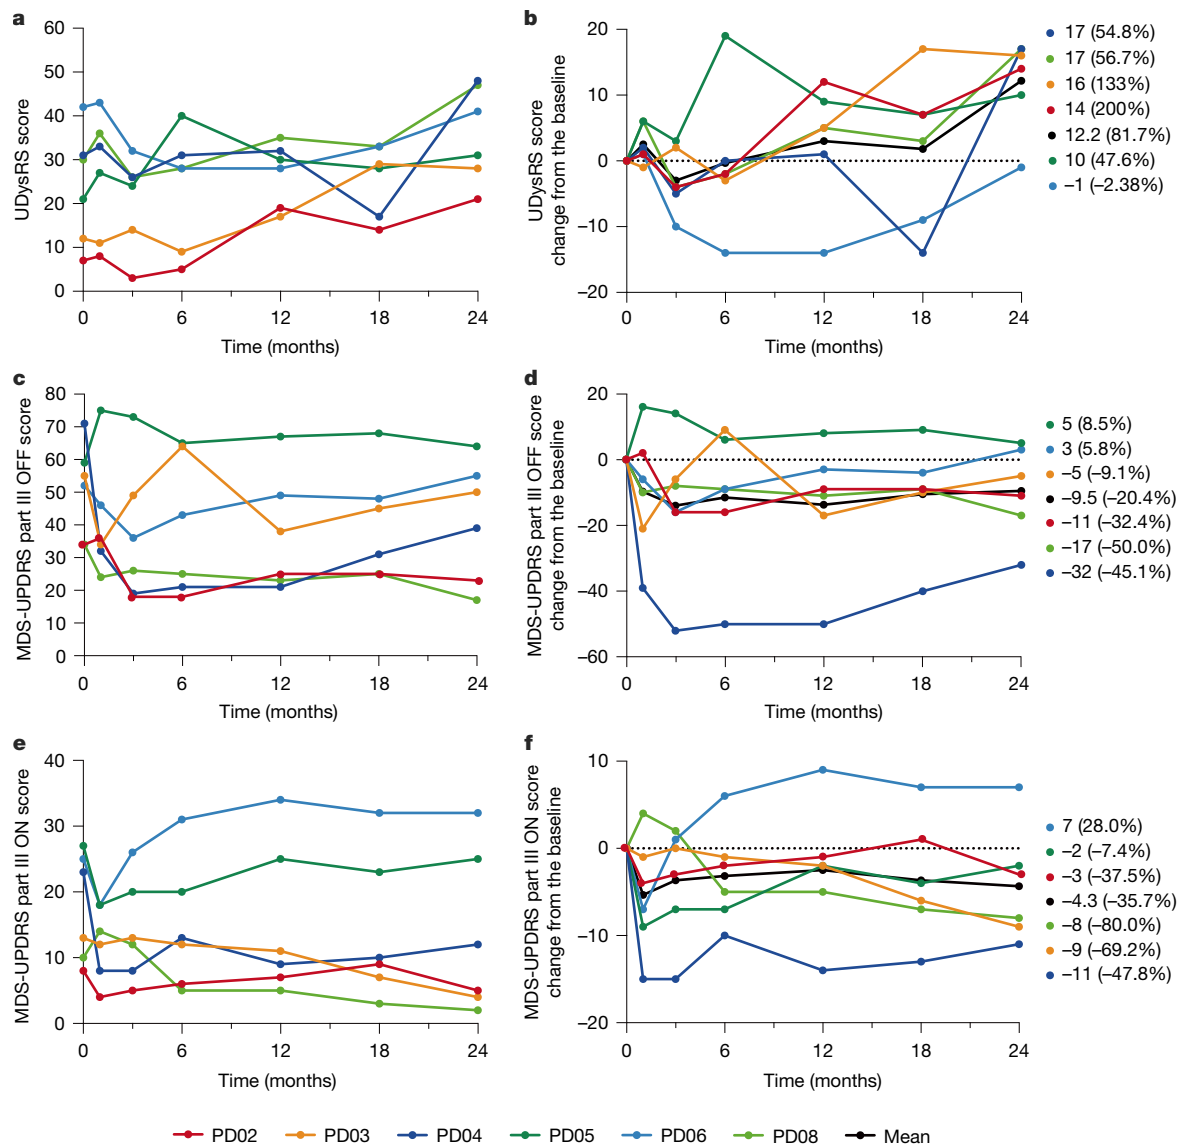 a
UDysRS score
60
50
40
30
20
10
0
0 6 12 18 24
Time (months)
b
UDysRS score
change from the baseline
20
10
0
–10
–20
0 6 12 18 24
Time (months)
17 (54.8%)
17 (56.7%)
16 (133%)
14 (200%)
12.2 (81.7%)
10 (47.6%)
–1 (–2.38%)
c
MDS-UPDRS part III OFF score
80
70
60
50
40
30
20
10
0
0 6 12 18 24
Time (months)
d
MDS-UPDRS part III OFF score
change from the baseline
20
0
–20
–40
–60
0 6 12 18 24
Time (months)
5 (8.5%)
3 (5.8%)
–5 (–9.1%)
–9.5 (–20.4%)
–11 (–32.4%)
–17 (–50.0%)
–32 (–45.1%)
e
MDS-UPDRS part III ON score
40
30
20
10
0
0 6 12 18 24
Time (months)
f
MDS-UPDRS part III ON score
change from the baseline
10
0
–10
–20
0 6 12 18 24
Time (months)
7 (28.0%)
–2 (–7.4%)
–3 (–37.5%)
–4.3 (–35.7%)
–8 (–80.0%)
–9 (–69.2%)
–11 (–47.8%)
PD02 PD03 PD04 PD05 PD06 PD08 Mean